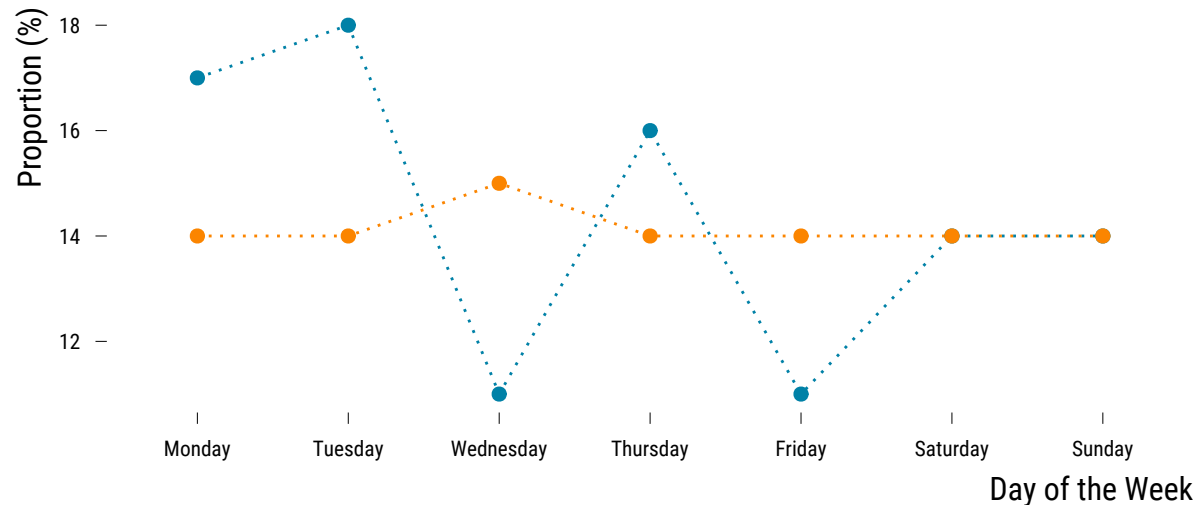 Proportion (%)
18
16
14
12
Monday
Tuesday
Wednesday
Thursday
Friday
Saturday
Sunday
Day of the Week